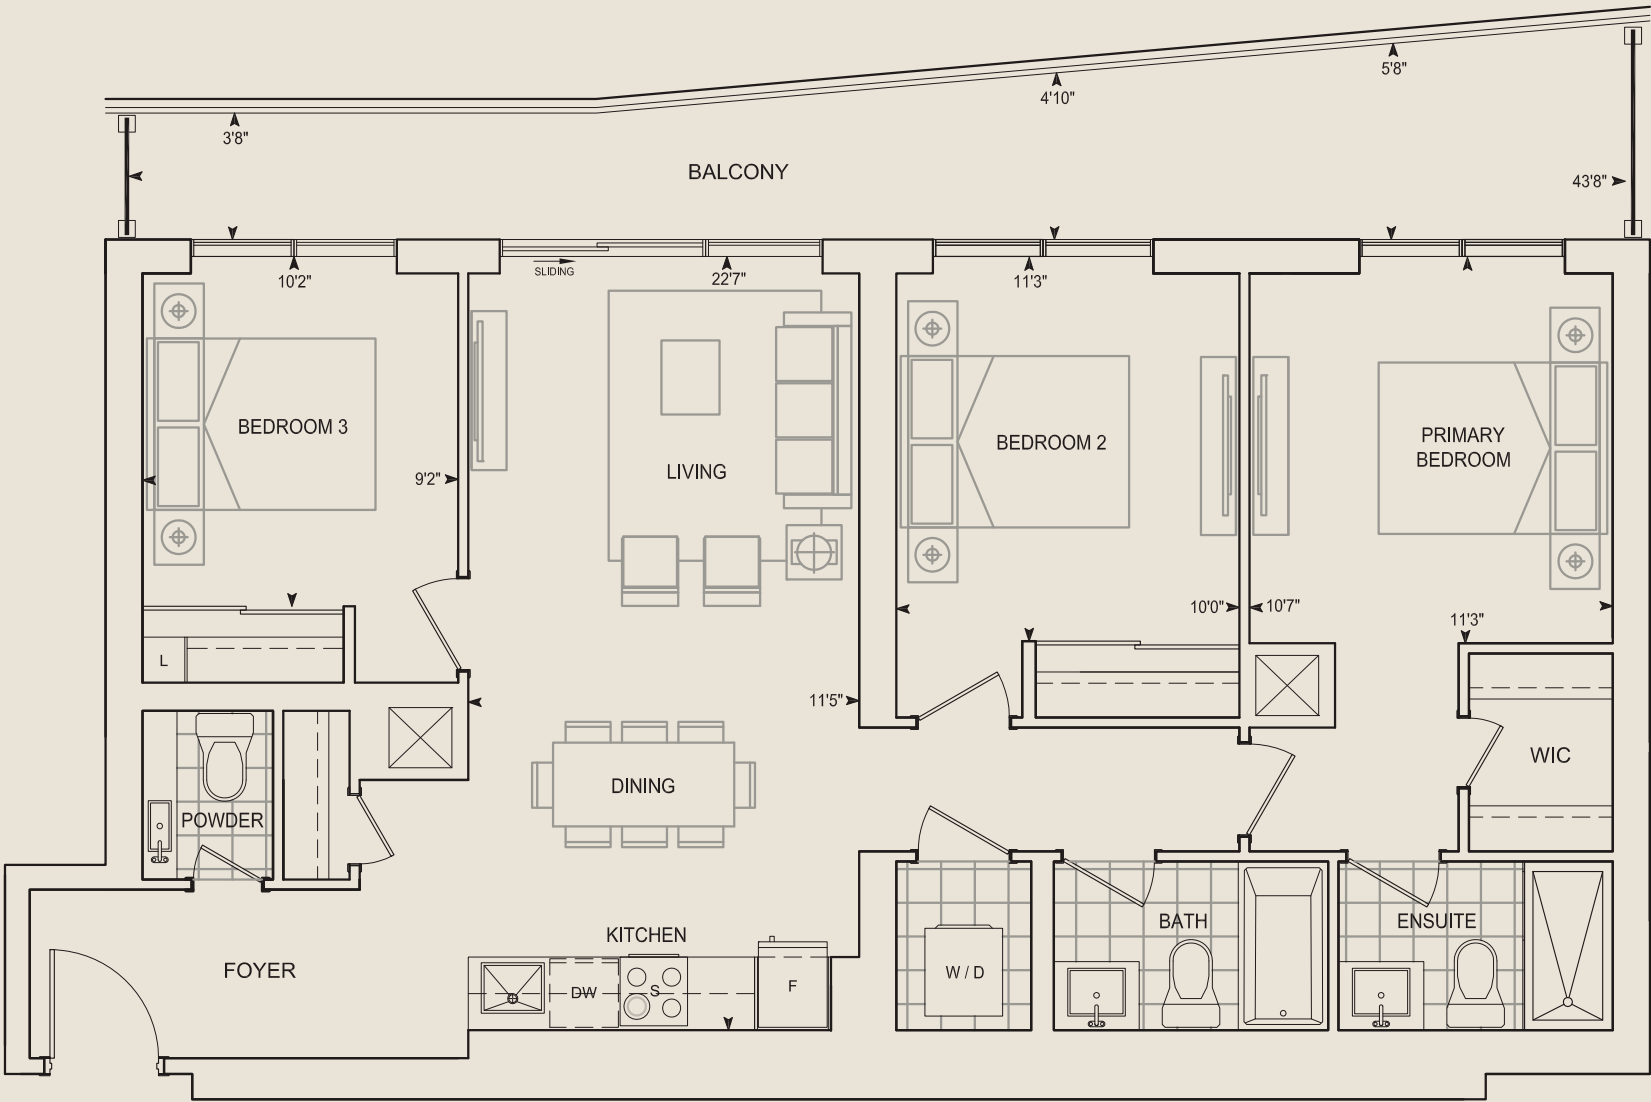 5'8"
4'10"
3'8"
BALCONY
43'8"
SLIDING
10'2"
22'7"
11'3"
BEDROOM 3
LIVING
BEDROOM 2
PRIMARY
BEDROOM
9'2"
10'0"
10'7"
11'3"
L
11'5"
WIC
DINING
POWDER
KITCHEN
BATH
ENSUITE
FOYER
DW
S
F
W / D